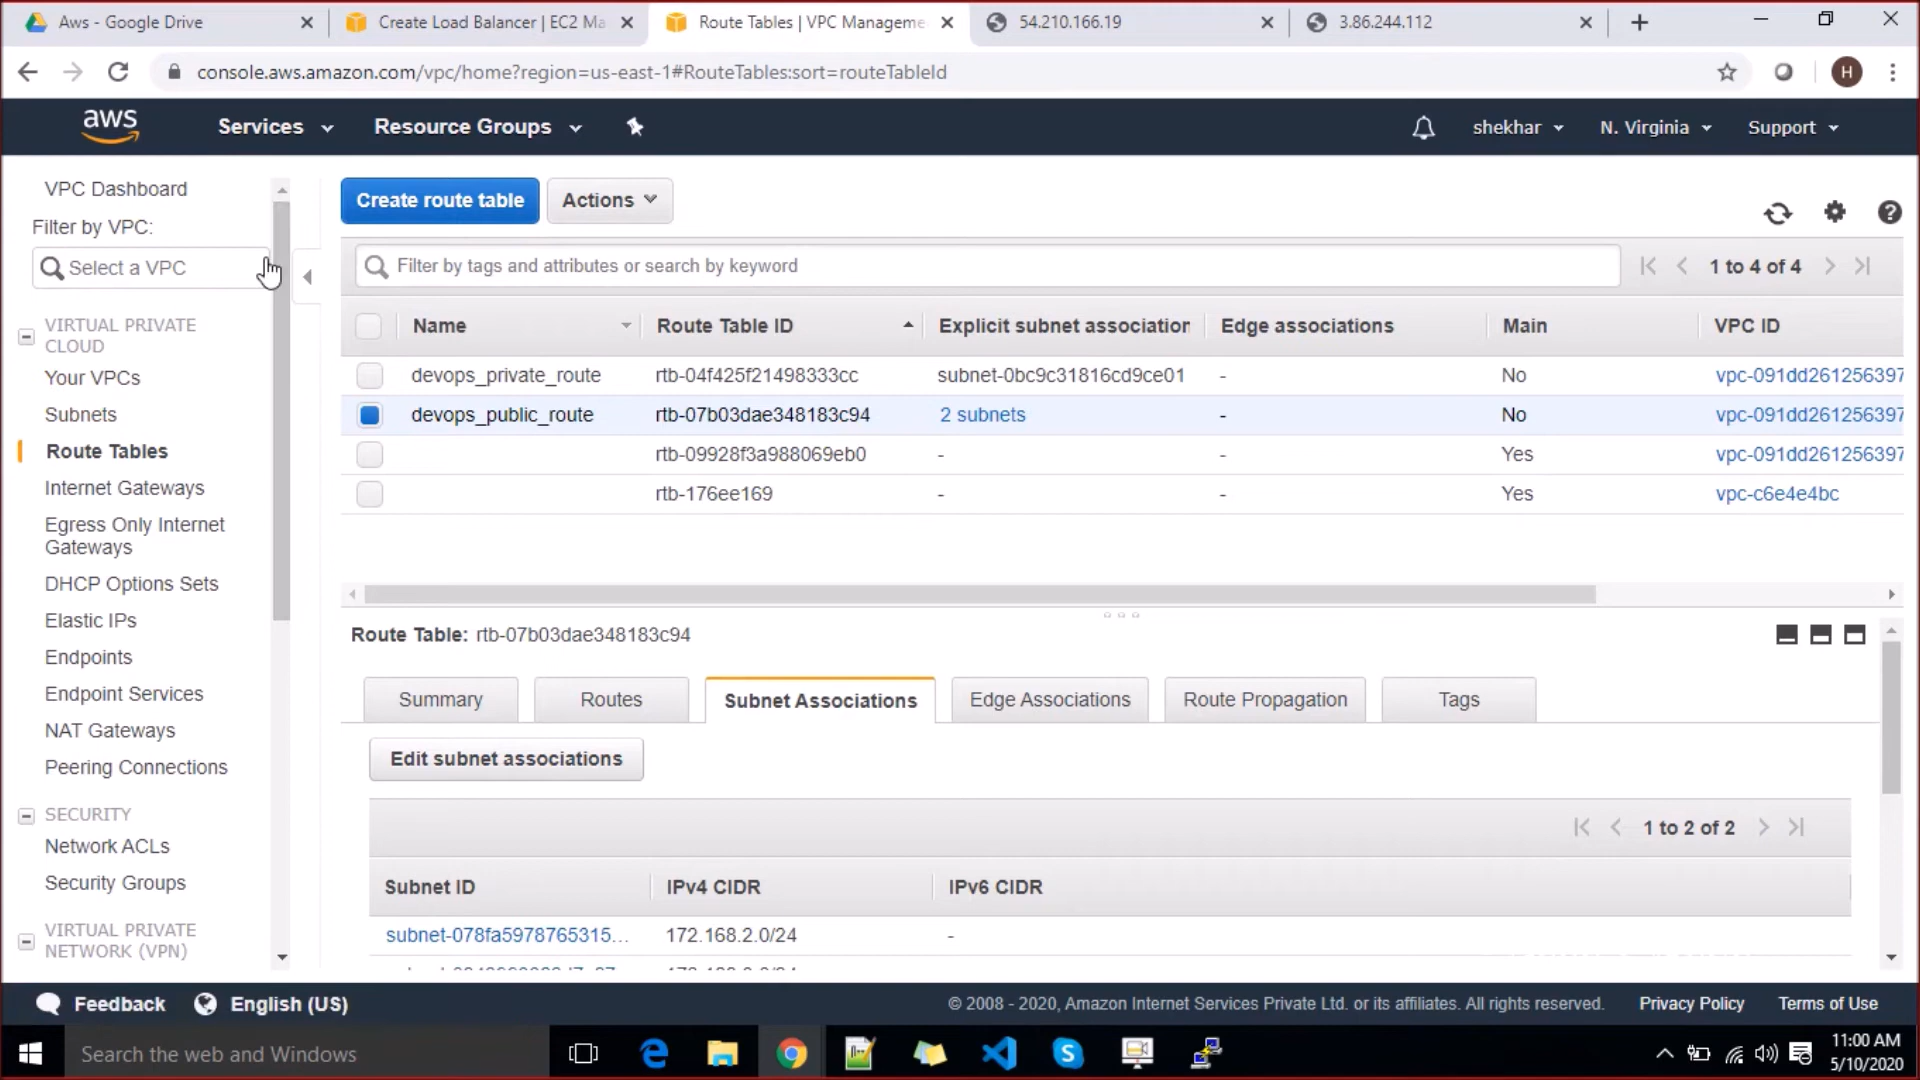 Aws - Google Drive
Create Load Balancer | EC2 Ma
Route Tables | VPC Manageme
54.210.166.19
3.86.244.112
console.aws.amazon.com/vpc/home?region=us-east-1#RouteTables:sort=routeTableId
H
aws
Services
Resource Groups
shekhar
N. Virginia
Support
VPC Dashboard
Filter by VPC:
Select a VPC
VIRTUAL PRIVATE
CLOUD
Your VPCs
Subnets
Route Tables
Internet Gateways
Egress Only Internet
Gateways
DHCP Options Sets
Elastic IPs
Endpoints
Endpoint Services
NAT Gateways
Peering Connections
SECURITY
Network ACLs
Security Groups
VIRTUAL PRIVATE
NETWORK (VPN)
Create route table
Actions
Filter by tags and attributes or search by keyword
1 to 4 of 4
Name Route Table ID Explicit subnet association Edge associations Main VPC ID
devops_private_route rtb-04f425f21498333cc subnet-0bc9c31816cd9ce01 - No vpc-091dd261256397
devops_public_route rtb-07b03dae348183c94 2 subnets - No vpc-091dd261256397
rtb-09928f3a988069eb0 - - Yes vpc-091dd261256397
rtb-176ee169 - - Yes vpc-c6e4e4bc
Route Table: rtb-07b03dae348183c94
Summary
Routes
Subnet Associations
Edge Associations
Route Propagation
Tags
Edit subnet associations
1 to 2 of 2
Subnet ID IPv4 CIDR IPv6 CIDR
subnet-078fa5978765315... 172.168.2.0/24 -
Feedback
English (US)
© 2008 - 2020, Amazon Internet Services Private Ltd. or its affiliates. All rights reserved.
Privacy Policy
Terms of Use
Search the web and Windows
11:00 AM
5/10/2020